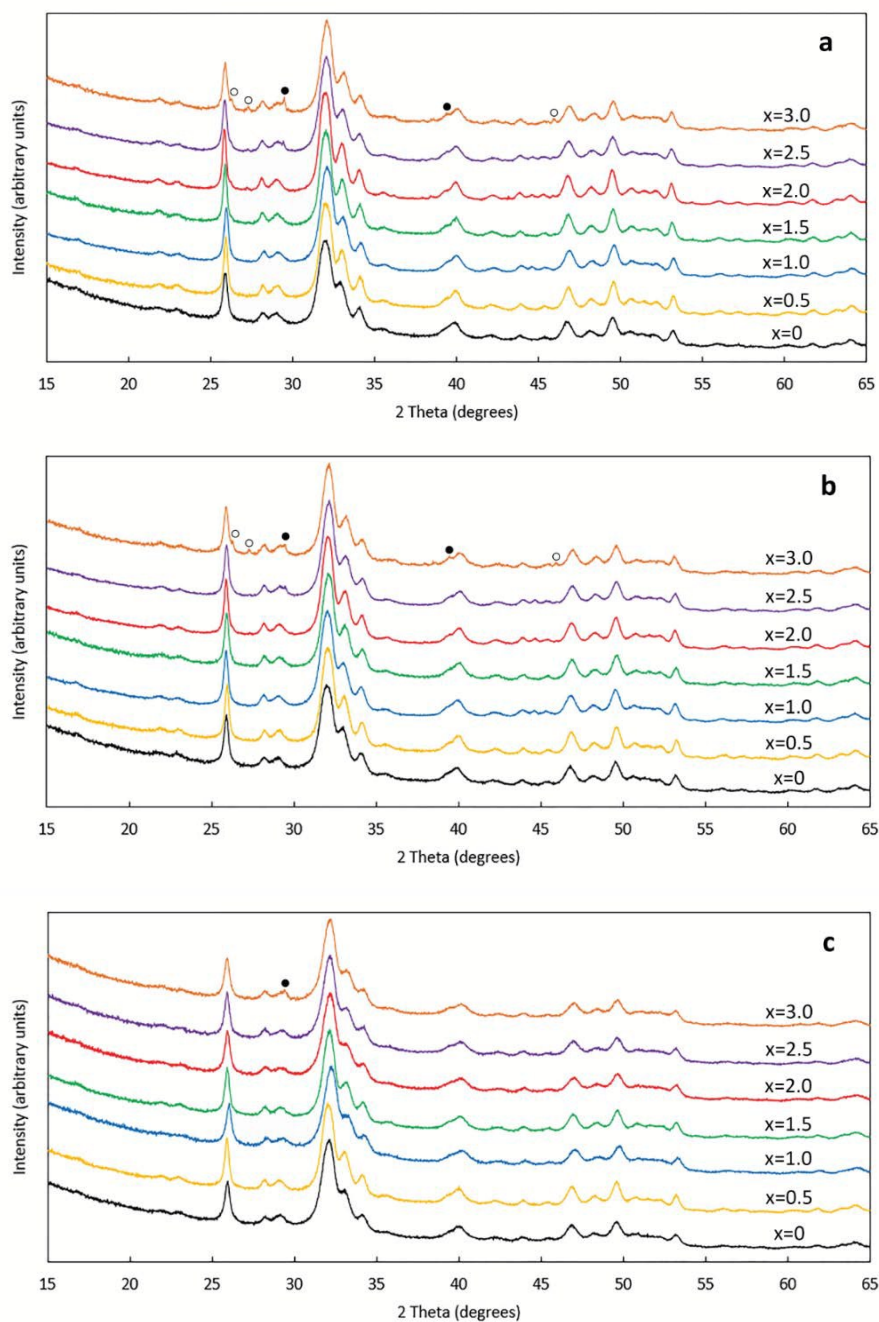 a
Intensity (arbitrary units)
x=3.0
x=2.5
x=2.0
x=1.5
x=1.0
x=0.5
x=0
15 20 25 30 35 40 45 50 55 60 65
2 Theta (degrees)
b
Intensity (arbitrary units)
x=3.0
x=2.5
x=2.0
x=1.5
x=1.0
x=0.5
x=0
15 20 25 30 35 40 45 50 55 60 65
2 Theta (degrees)
c
Intensity (arbitrary units)
x=3.0
x=2.5
x=2.0
x=1.5
x=1.0
x=0.5
x=0
15 20 25 30 35 40 45 50 55 60 65
2 Theta (degrees)